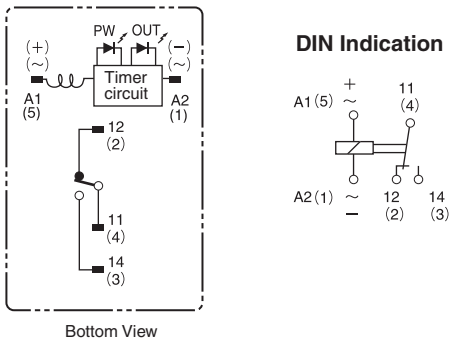 PW OUT
(+) (−)
(~) (~)
Timer
circuit
A1 A2
(5) (1)
12
(2)
11
(4)
14
(3)
Bottom View
DIN Indication
+ 11
A1(5) ~ (4)
A2(1) ~ 12 14
− (2) (3)